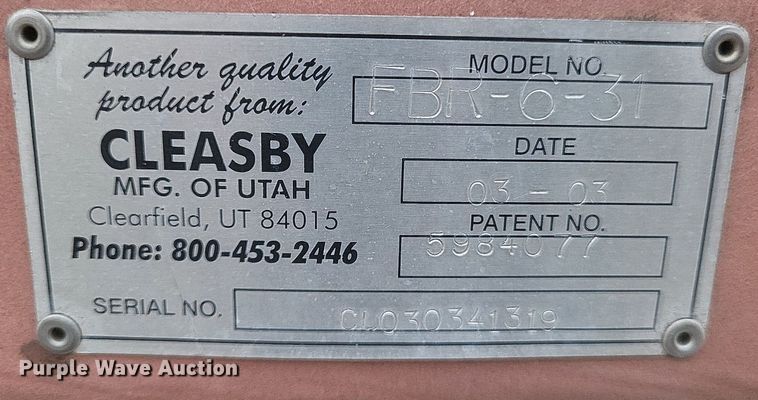 Another quality
product from:
CLEASBY
MFG. OF UTAH
Clearfield, UT 84015
Phone: 800-453-2446
MODEL NO.
FBR-6-31
DATE
03-03
PATENT NO.
5984077
SERIAL NO.
CU030341319
Purple Wave Auction